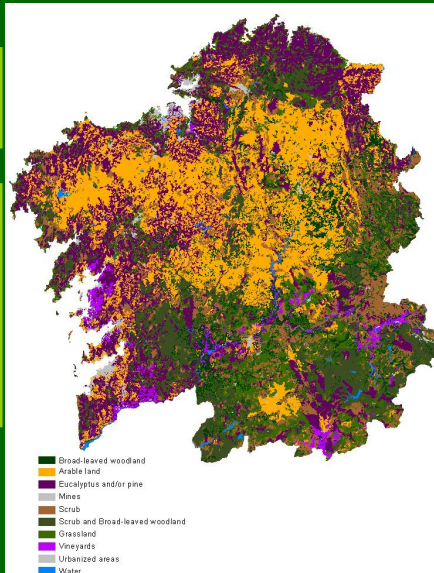 Broad-leaved woodland
Arable land
Eucalyptus and/or pine
Mines
Scrub
Scrub and Broad-leaved woodland
Grassland
Vineyards
Urbanized areas
Water